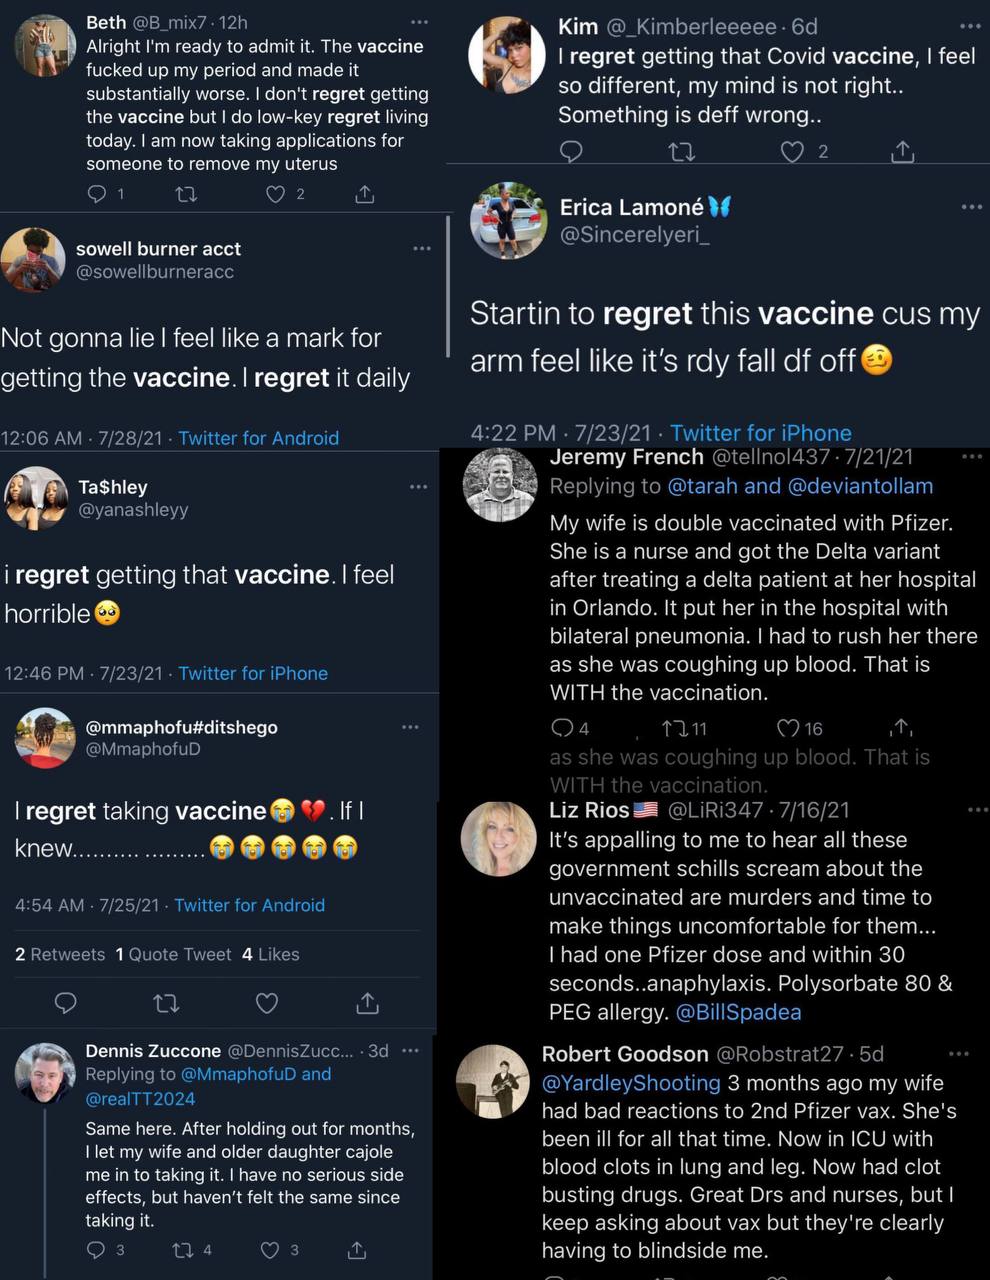 Beth @B_mix7 · 12h
Alright I'm ready to admit it. The vaccine
fucked up my period and made it
substantially worse. I don't regret getting
the vaccine but I do low-key regret living
today. I am now taking applications for
someone to remove my uterus
1 2
sowell burner acct
@sowellburneracc
Not gonna lie I feel like a mark for
getting the vaccine. I regret it daily
12:06 AM · 7/28/21 · Twitter for Android
Ta$hley
@yanashleyy
i regret getting that vaccine. I feel
horrible🥺
12:46 PM · 7/23/21 · Twitter for iPhone
@mmaphofu#ditshego
@MmaphofuD
I regret taking vaccine😭💔. If I
knew.......... .........😭😭😭😭😭
4:54 AM · 7/25/21 · Twitter for Android
2 Retweets 1 Quote Tweet 4 Likes
Dennis Zuccone @DennisZucc... · 3d
Replying to @MmaphofuD and
@realTT2024
Same here. After holding out for months,
I let my wife and older daughter cajole
me in to taking it. I have no serious side
effects, but haven't felt the same since
taking it.
3 4 3
Kim @_Kimberleeeee · 6d
I regret getting that Covid vaccine, I feel
so different, my mind is not right..
Something is deff wrong..
2
Erica Lamoné🦋
@Sincerelyeri_
Startin to regret this vaccine cus my
arm feel like it's rdy fall df off🥴
4:22 PM · 7/23/21 · Twitter for iPhone
Jeremy French @tellnol437 · 7/21/21
Replying to @tarah and @deviantollam
My wife is double vaccinated with Pfizer.
She is a nurse and got the Delta variant
after treating a delta patient at her hospital
in Orlando. It put her in the hospital with
bilateral pneumonia. I had to rush her there
as she was coughing up blood. That is
WITH the vaccination.
4 11 16
as she was coughing up blood. That is
WITH the vaccination.
Liz Rios🇺🇸 @LiRi347 · 7/16/21
It's appalling to me to hear all these
government schills scream about the
unvaccinated are murders and time to
make things uncomfortable for them...
I had one Pfizer dose and within 30
seconds..anaphylaxis. Polysorbate 80 &
PEG allergy. @BillSpadea
Robert Goodson @Robstrat27 · 5d
@YardleyShooting 3 months ago my wife
had bad reactions to 2nd Pfizer vax. She's
been ill for all that time. Now in ICU with
blood clots in lung and leg. Now had clot
busting drugs. Great Drs and nurses, but I
keep asking about vax but they're clearly
having to blindside me.